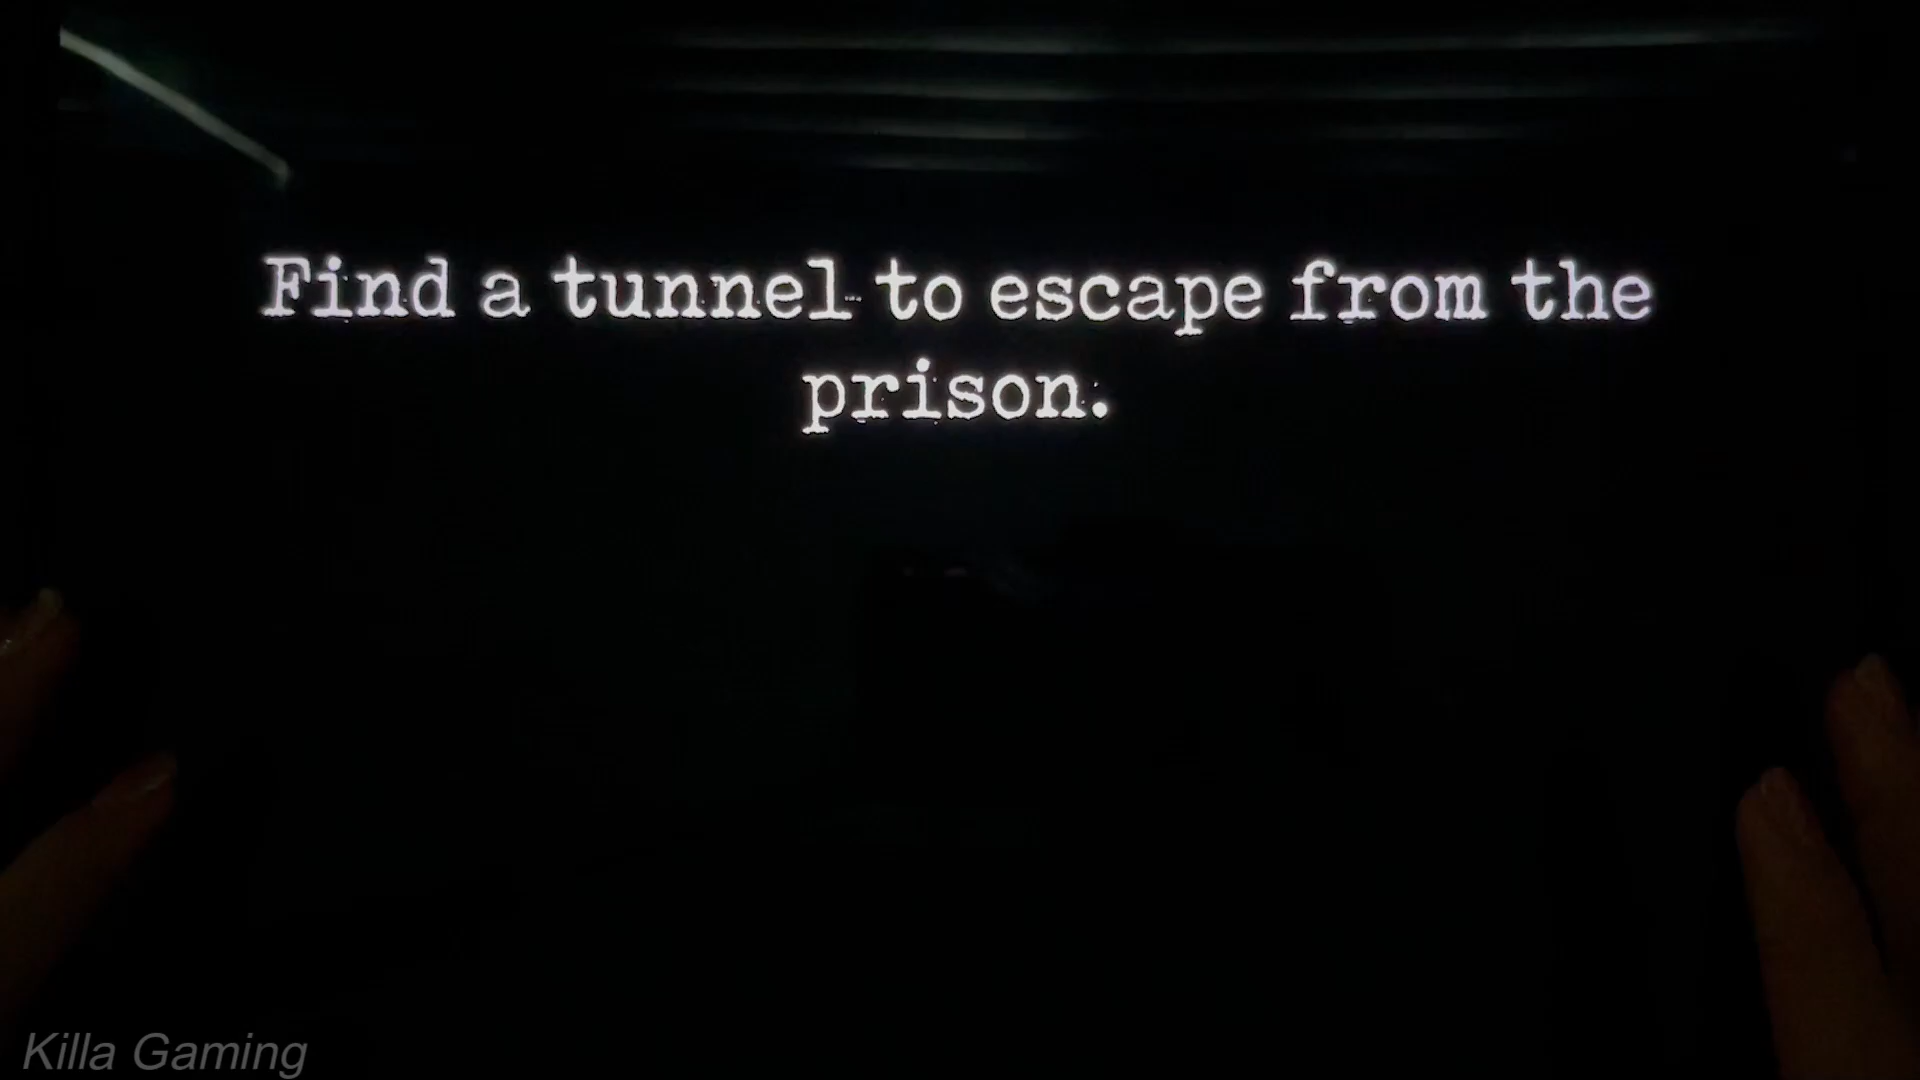 Find a tunnel to escape from the
prison.
Killa Gaming